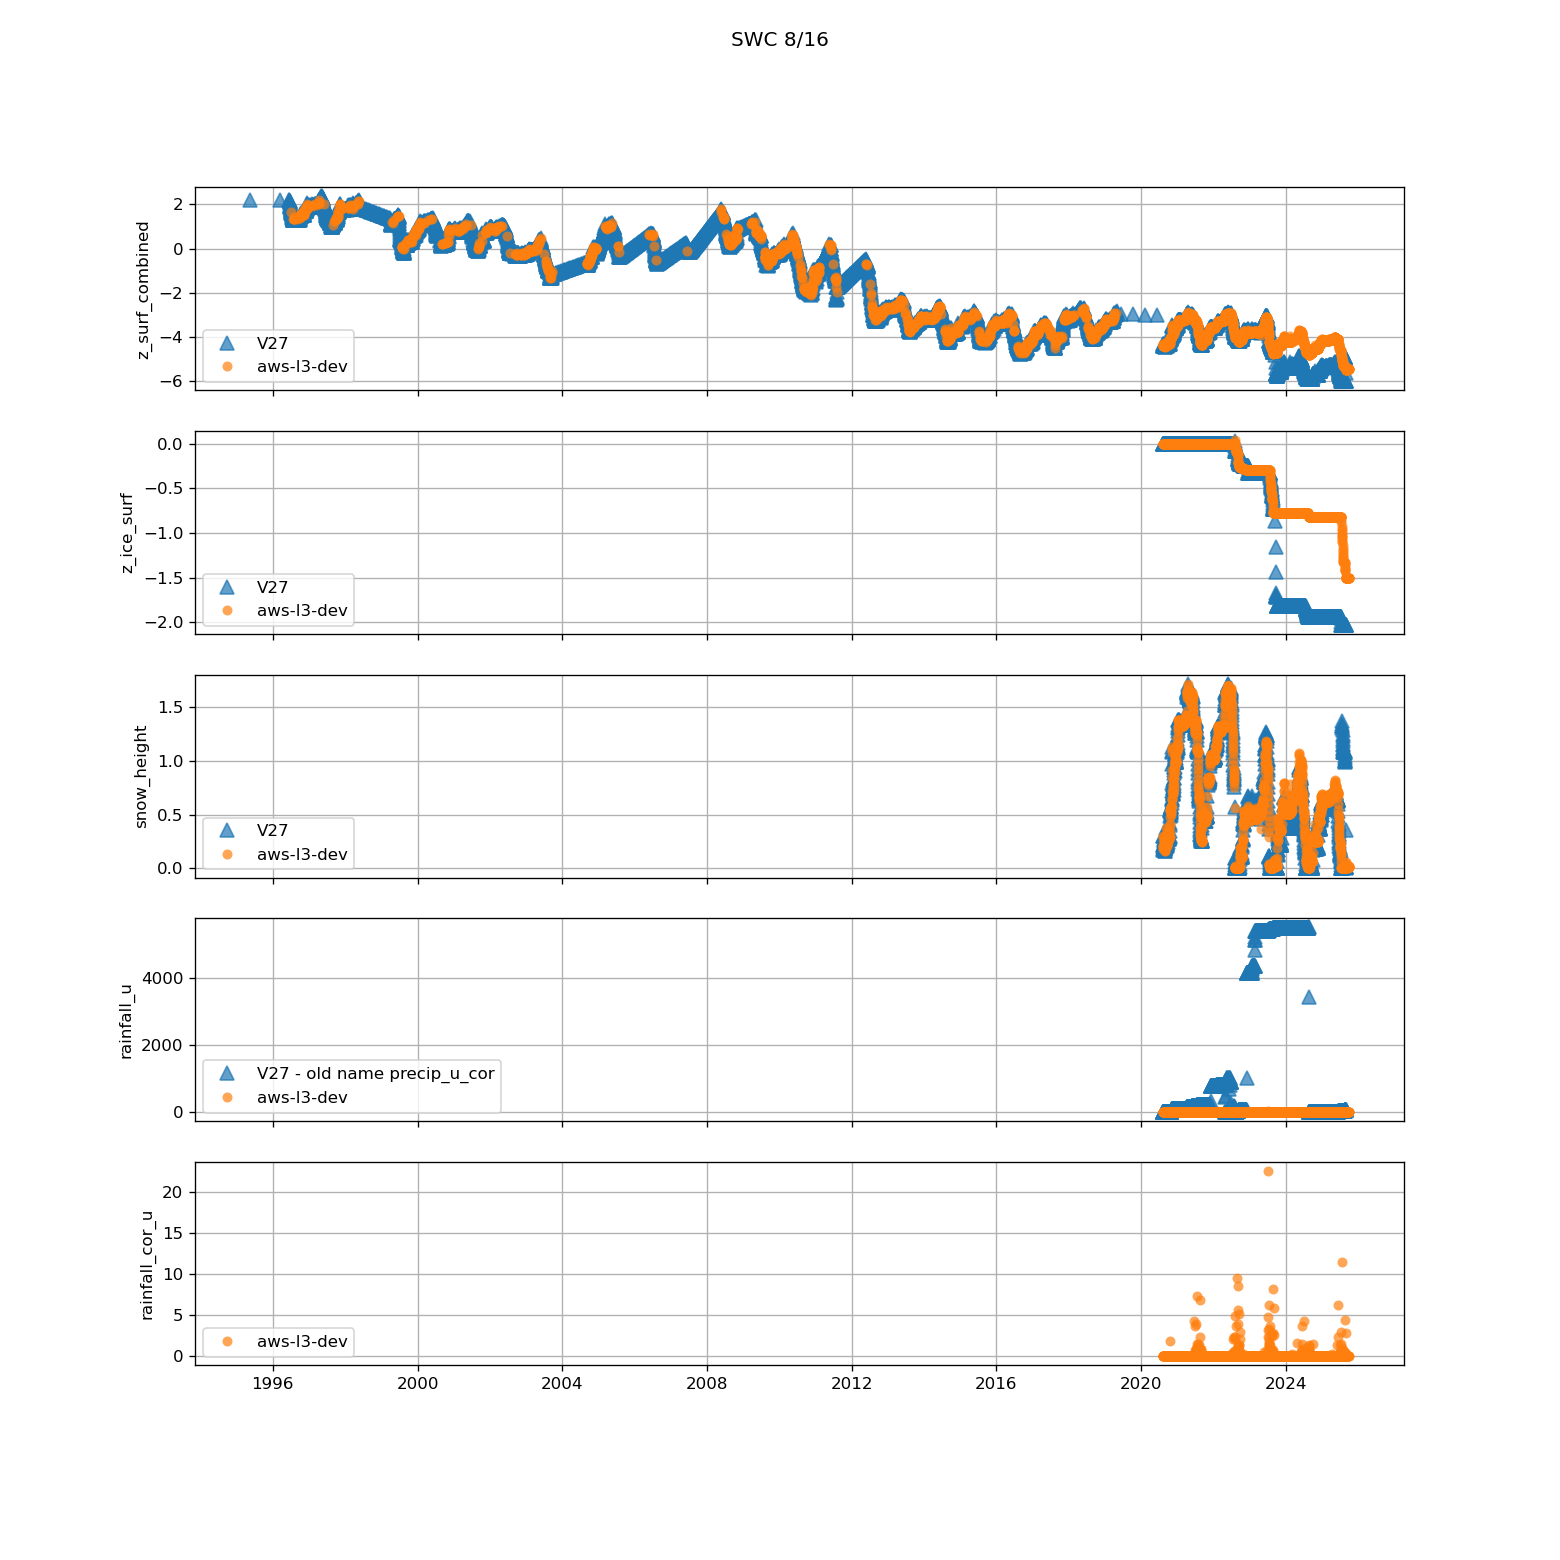 SWC 8/16
z_surf_combined
2
0
−2
−4
−6
V27
aws-l3-dev
z_ice_surf
0.0
−0.5
−1.0
−1.5
−2.0
V27
aws-l3-dev
snow_height
1.5
1.0
0.5
0.0
V27
aws-l3-dev
rainfall_u
4000
2000
0
V27 - old name precip_u_cor
aws-l3-dev
rainfall_cor_u
20
15
10
5
0
aws-l3-dev
1996 2000 2004 2008 2012 2016 2020 2024